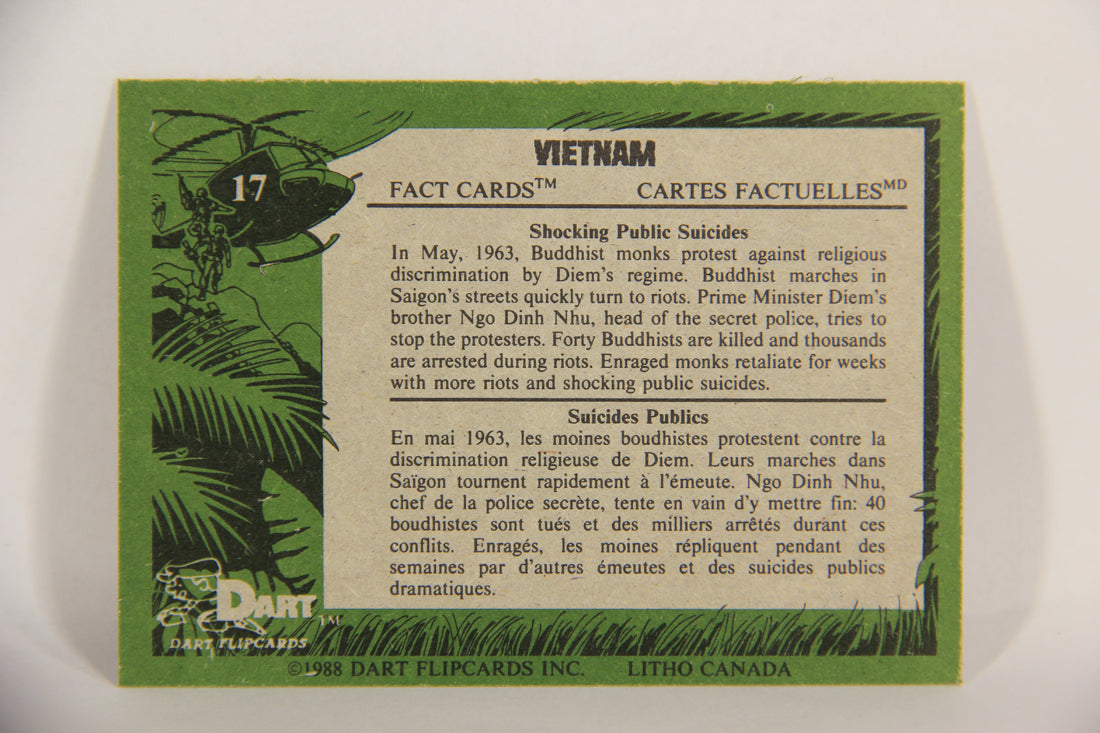 17
VIETNAM
FACT CARDS™ CARTES FACTUELLES MD
Shocking Public Suicides
In May, 1963, Buddhist monks protest against religious
discrimination by Diem's regime. Buddhist marches in
Saigon's streets quickly turn to riots. Prime Minister Diem's
brother Ngo Dinh Nhu, head of the secret police, tries to
stop the protesters. Forty Buddhists are killed and thousands
are arrested during riots. Enraged monks retaliate for weeks
with more riots and shocking public suicides.
Suicides Publics
En mai 1963, les moines boudhistes protestent contre la
discrimination religieuse de Diem. Leurs marches dans
Saïgon tournent rapidement à l'émeute. Ngo Dinh Nhu,
chef de la police secrète, tente en vain d'y mettre fin: 40
boudhistes sont tués et des milliers arrêtés durant ces
conflits. Enragés, les moines répliquent pendant des
semaines par d'autres émeutes et des suicides publics
dramatiques.
DART™
DART FLIPCARDS
©1988 DART FLIPCARDS INC. LITHO CANADA